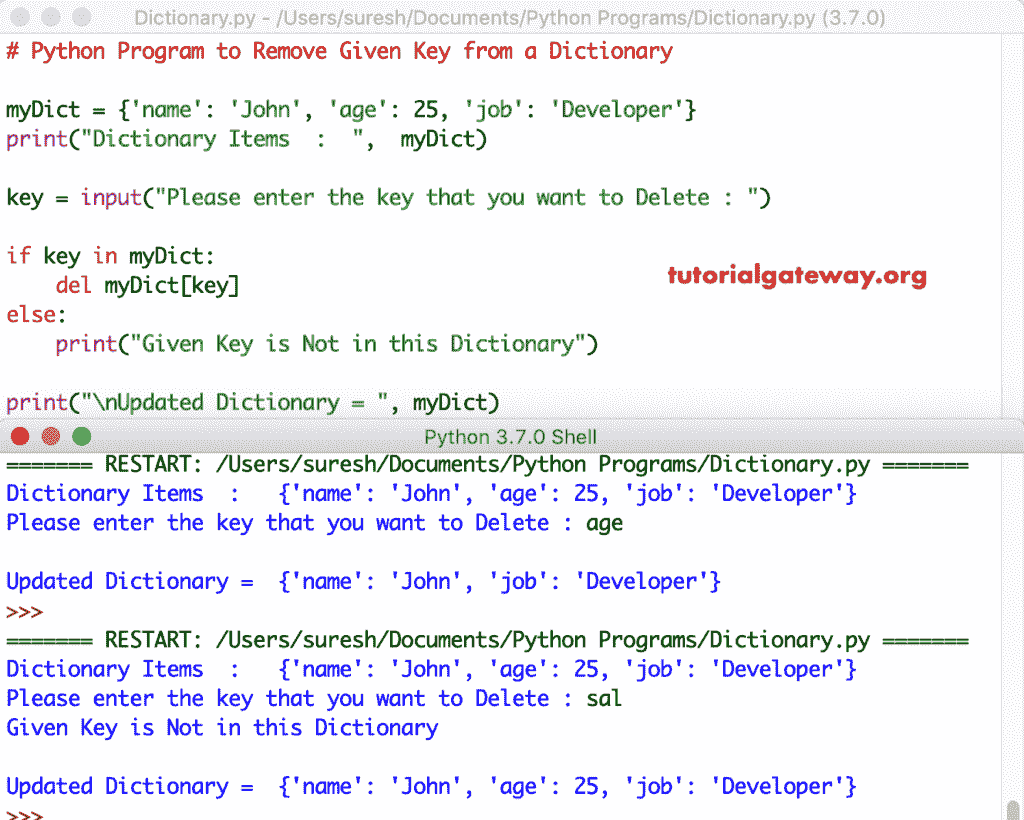 Dictionary.py - /Users/suresh/Documents/Python Programs/Dictionary.py (3.7.0)
# Python Program to Remove Given Key from a Dictionary
myDict = {'name': 'John', 'age': 25, 'job': 'Developer'}
print("Dictionary Items  :  ",  myDict)
key = input("Please enter the key that you want to Delete : ")
if key in myDict:
    del myDict[key]
tutorialgateway.org
else:
    print("Given Key is Not in this Dictionary")
print("\nUpdated Dictionary = ", myDict)
Python 3.7.0 Shell
======= RESTART: /Users/suresh/Documents/Python Programs/Dictionary.py =======
Dictionary Items  :   {'name': 'John', 'age': 25, 'job': 'Developer'}
Please enter the key that you want to Delete : age
Updated Dictionary =  {'name': 'John', 'job': 'Developer'}
>>>
======= RESTART: /Users/suresh/Documents/Python Programs/Dictionary.py =======
Dictionary Items  :   {'name': 'John', 'age': 25, 'job': 'Developer'}
Please enter the key that you want to Delete : sal
Given Key is Not in this Dictionary
Updated Dictionary =  {'name': 'John', 'age': 25, 'job': 'Developer'}
>>>